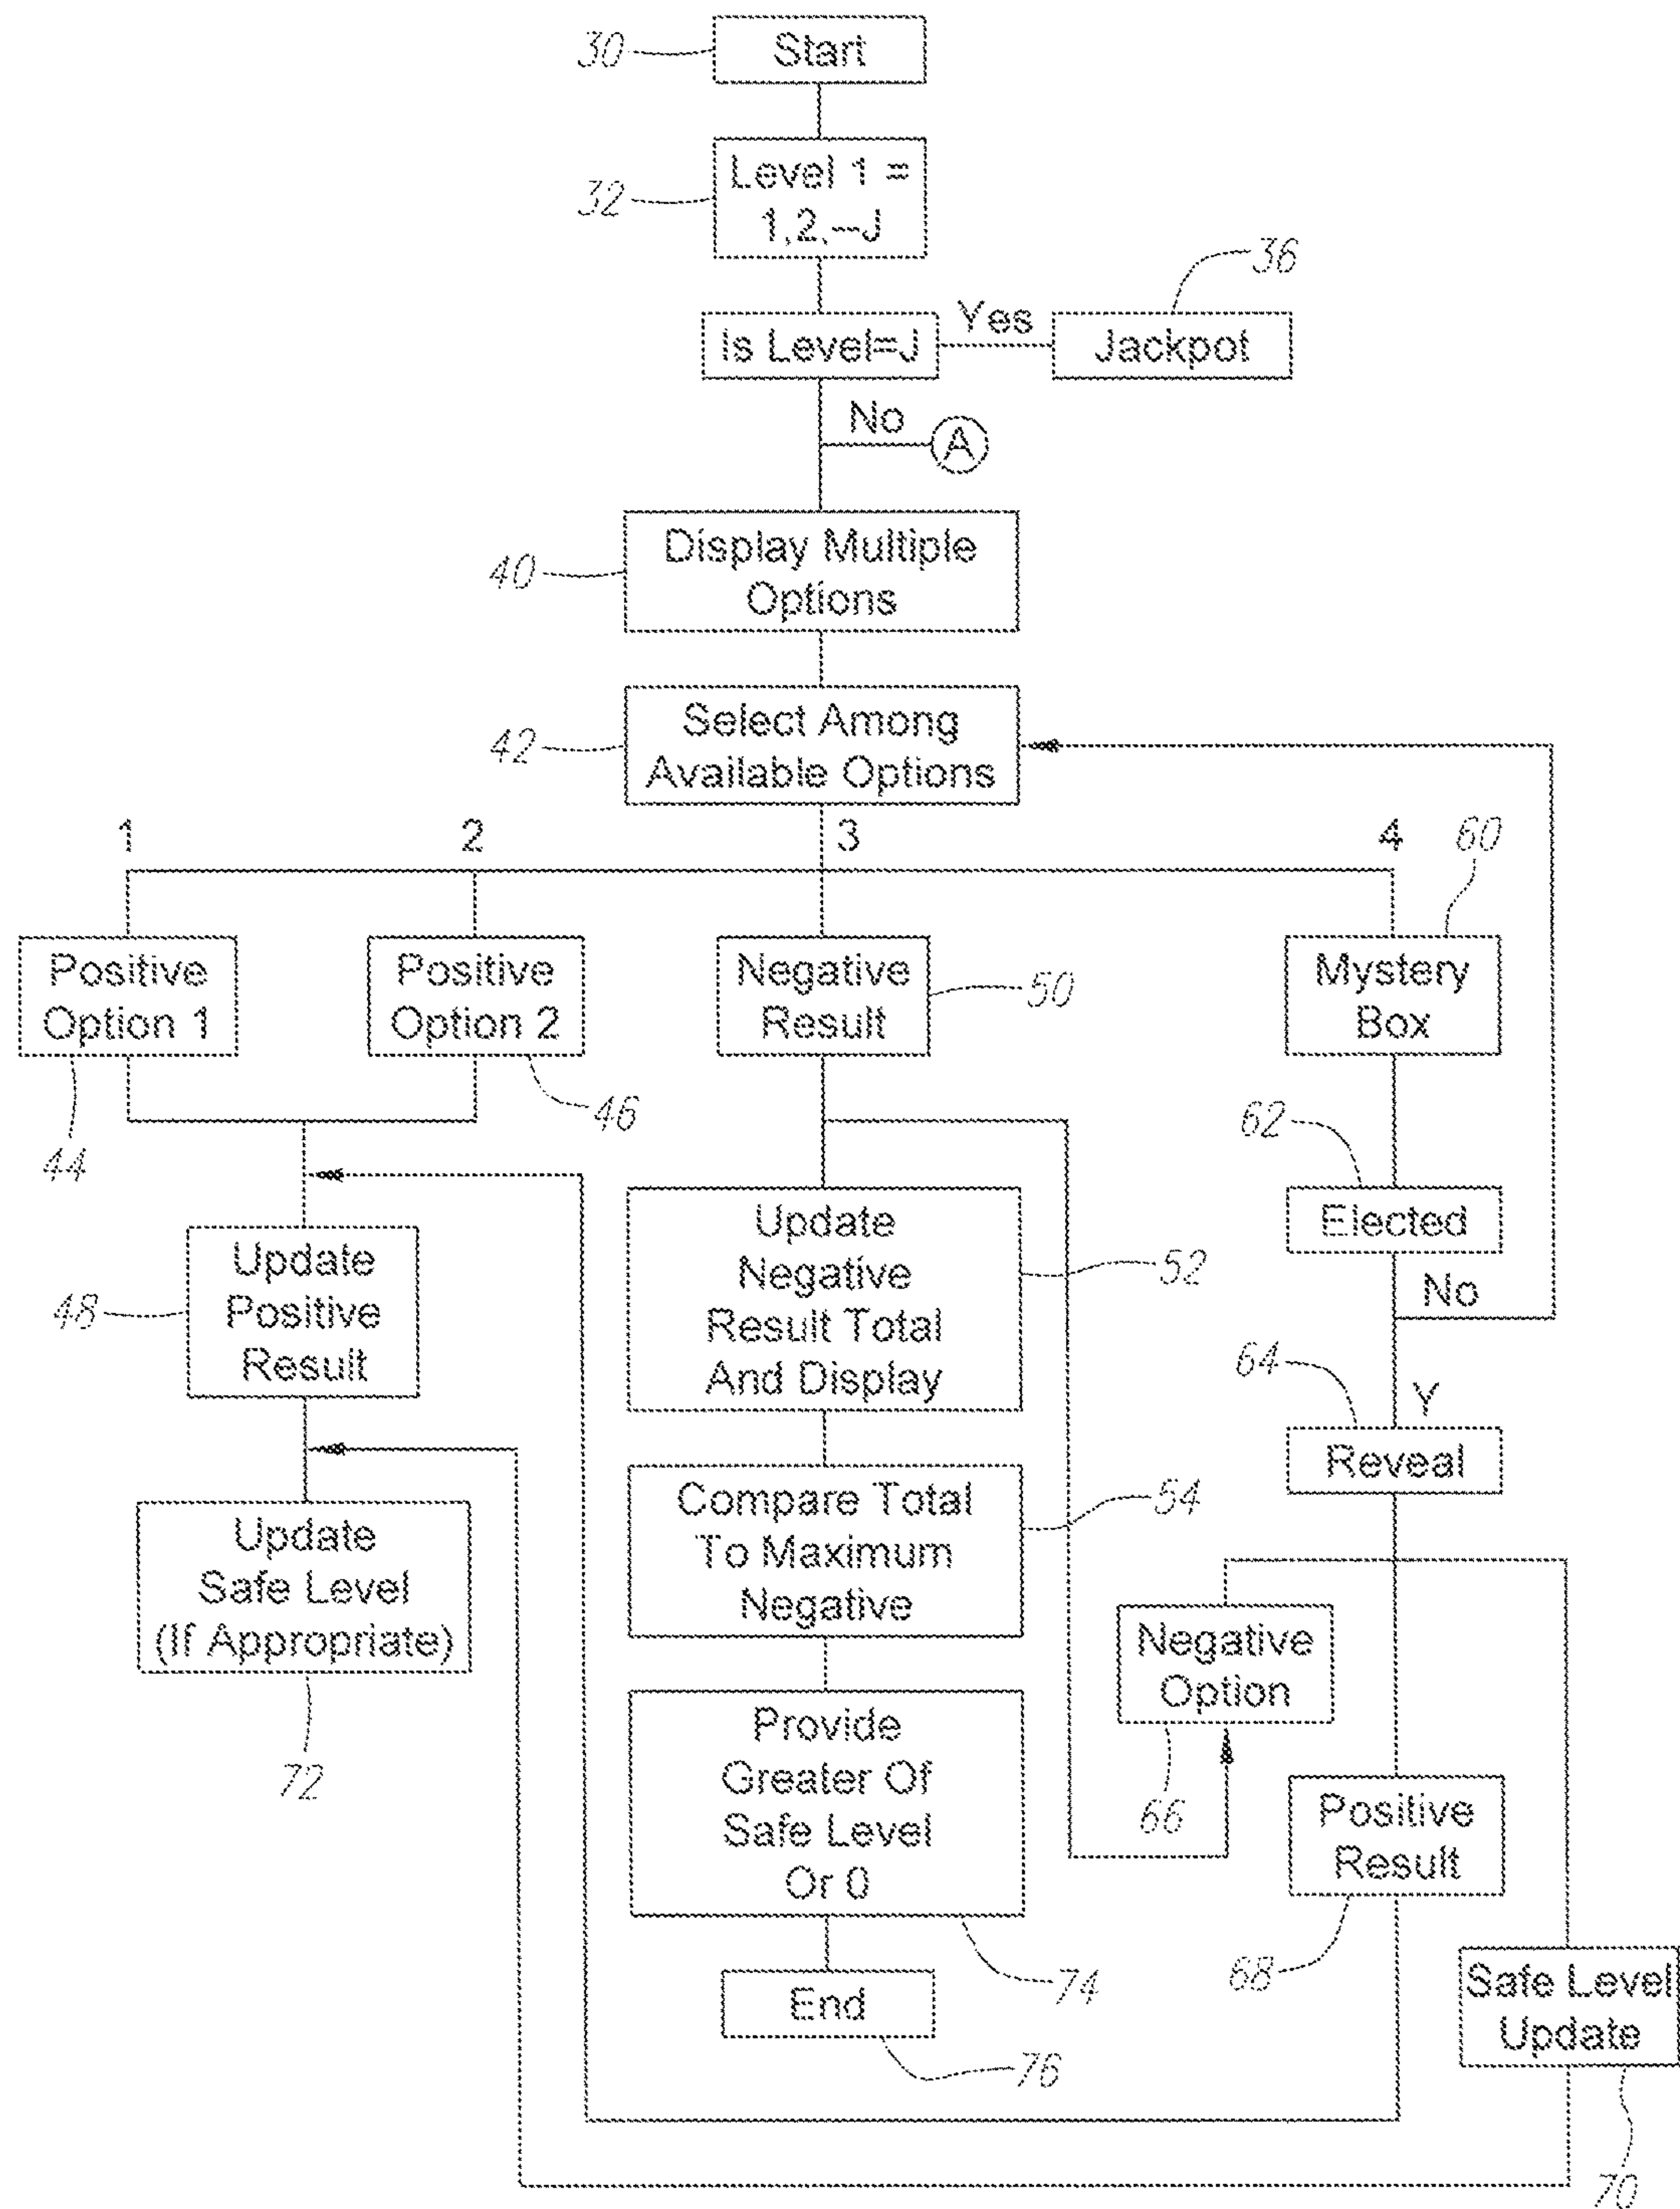 30
Start
32
Level 1 =
1,2,--J
36
Is Level=J
Yes
Jackpot
No
A
40
Display Multiple
Options
42
Select Among
Available Options
1
2
3
4
60
Positive
Option 1
Positive
Option 2
Negative
Result
50
Mystery
Box
44
46
62
Elected
No
48
Update
Positive
Result
Update
Negative
Result Total
And Display
52
64
Y
Reveal
Update
Safe Level
(If Appropriate)
72
Compare Total
To Maximum
Negative
54
Negative
Option
66
Provide
Greater Of
Safe Level
Or 0
74
Positive
Result
68
End
76
Safe Level
Update
70